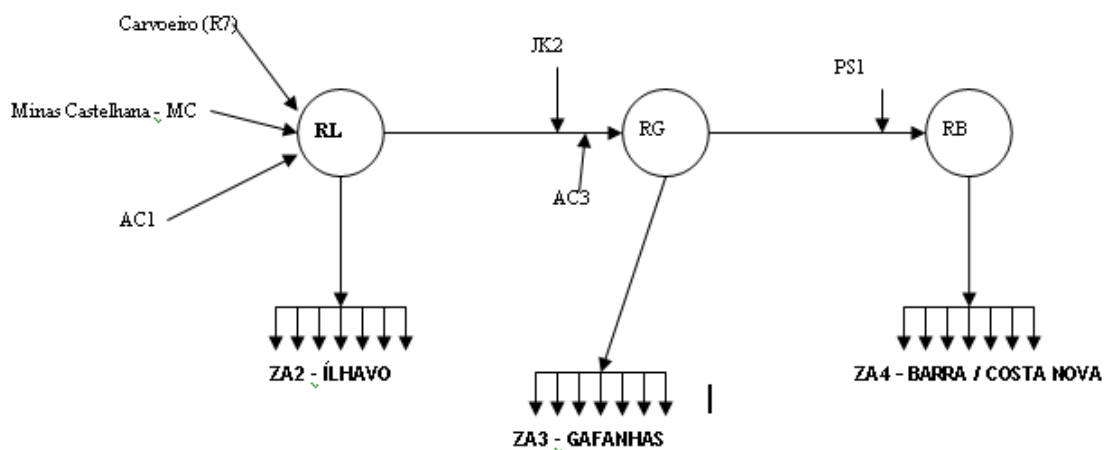 Carvoeiro (R7)
JK2
PS1
Minas Castelhana - MC
RL
RG
RB
AC3
AC1
ZA2 - ÍLHAVO
ZA4 - BARRA / COSTA NOVA
ZA3 - GAFANHAS